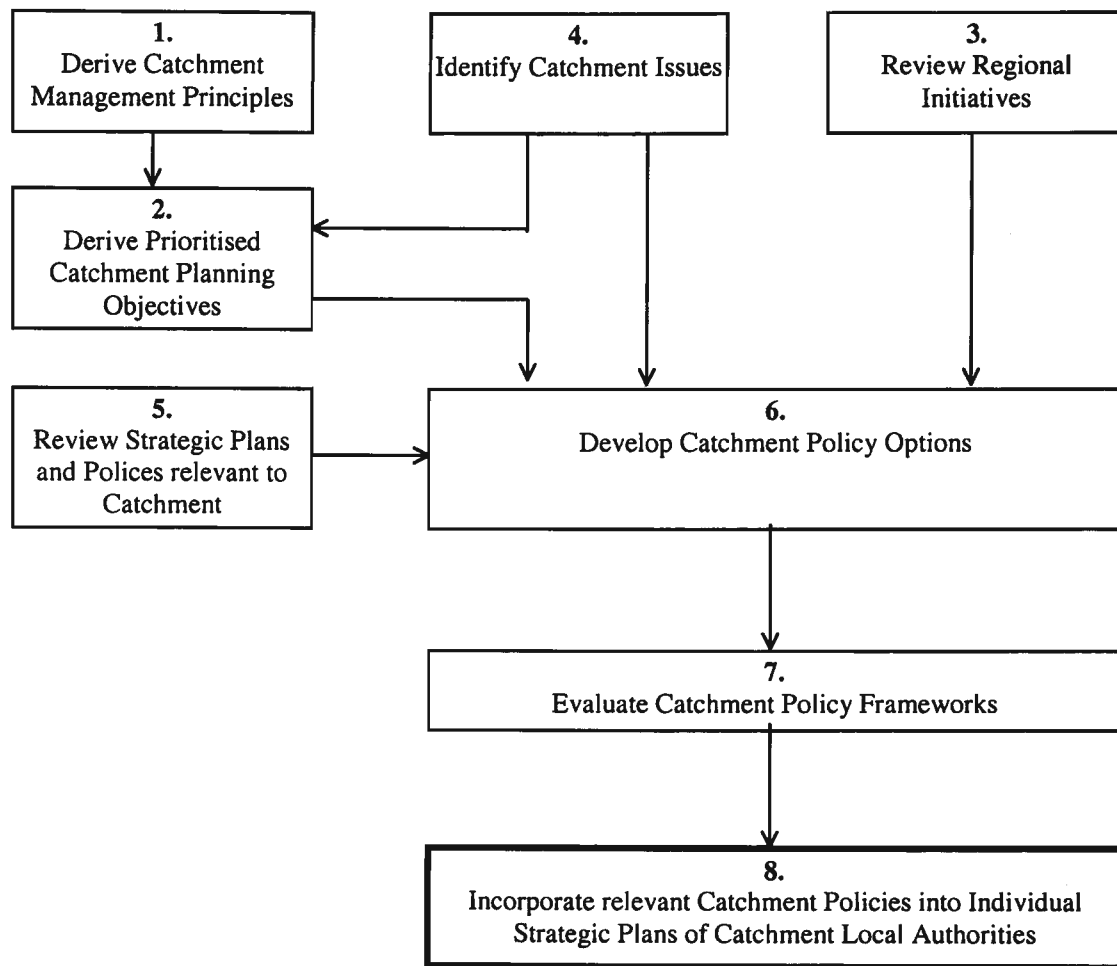 1.
Derive Catchment
Management Principles
4.
Identify Catchment Issues
3.
Review Regional
Initiatives
2.
Derive Prioritised
Catchment Planning
Objectives
5.
Review Strategic Plans
and Polices relevant to
Catchment
6.
Develop Catchment Policy Options
7.
Evaluate Catchment Policy Frameworks
8.
Incorporate relevant Catchment Policies into Individual
Strategic Plans of Catchment Local Authorities